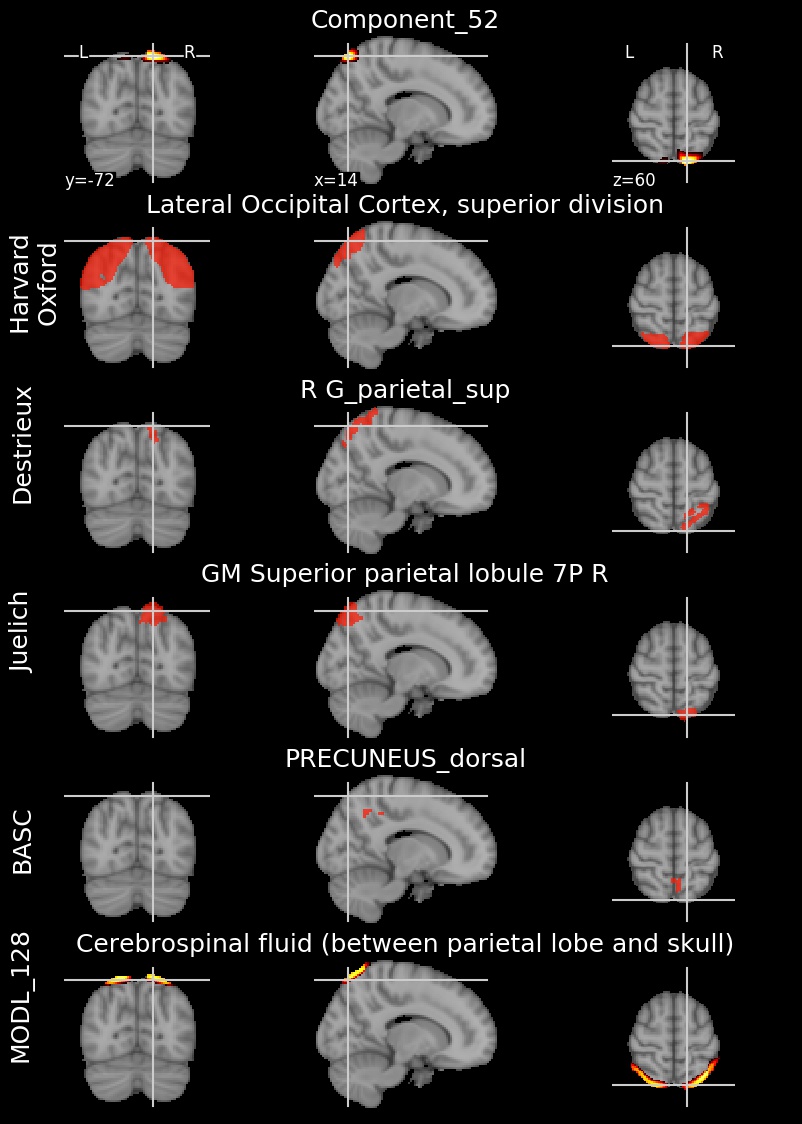 Component_52
L R
L R
y=-72
x=14
z=60
Lateral Occipital Cortex, superior division
Harvard
Oxford
R G_parietal_sup
Destrieux
GM Superior parietal lobule 7P R
Juelich
PRECUNEUS_dorsal
BASC
Cerebrospinal fluid (between parietal lobe and skull)
MODL_128